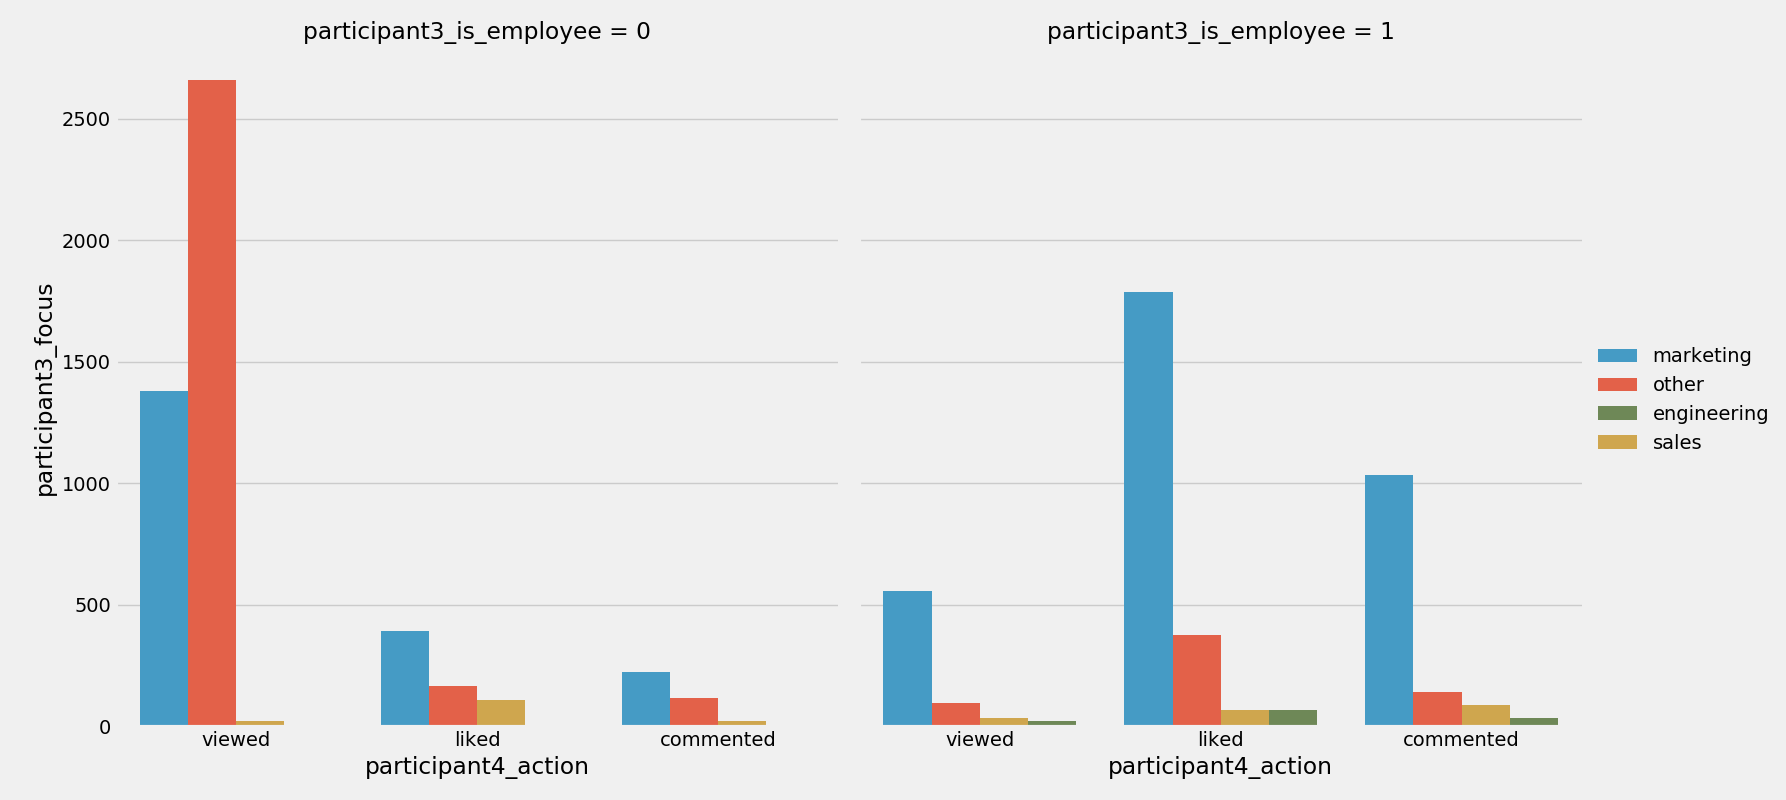 participant3_is_employee = 0
participant3_is_employee = 1
participant3_focus
2500
2000
1500
1000
500
0
viewed
liked
commented
viewed
liked
commented
participant4_action
participant4_action
marketing
other
engineering
sales